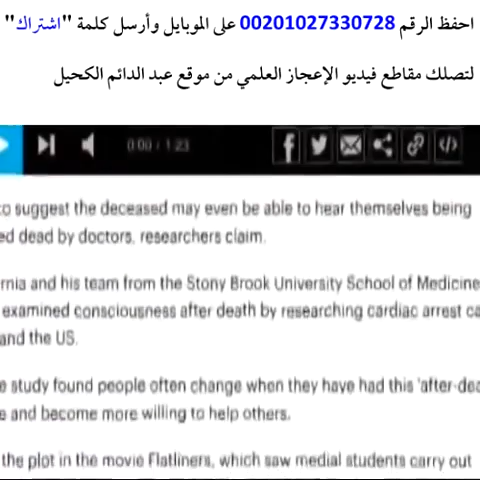 احفظ الرقم 00201027330728 على الموبايل وأرسل كلمة "اشتراك"
لتصلك مقاطع فيديو الإعجاز العلمي من موقع عبد الدائم الكحيل
0:00 / 1:23
to suggest the deceased may even be able to hear themselves being
ed dead by doctors, researchers claim.
rnia and his team from the Stony Brook University School of Medicine
examined consciousness after death by researching cardiac arrest ca
and the US.
e study found people often change when they have had this 'after-dea
e and become more willing to help others.
the plot in the movie Flatliners, which saw medial students carry out